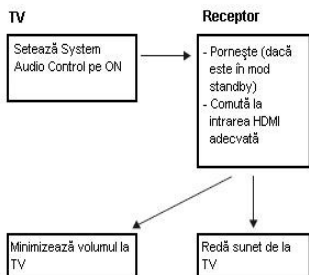 TV
Receptor
Setează System
Audio Control pe ON
- Porneşte (dacă
este în mod
standby)
- Comută la
intrarea HDMI
adecvată
Minimizează volumul la
TV
Redă sunet de la
TV